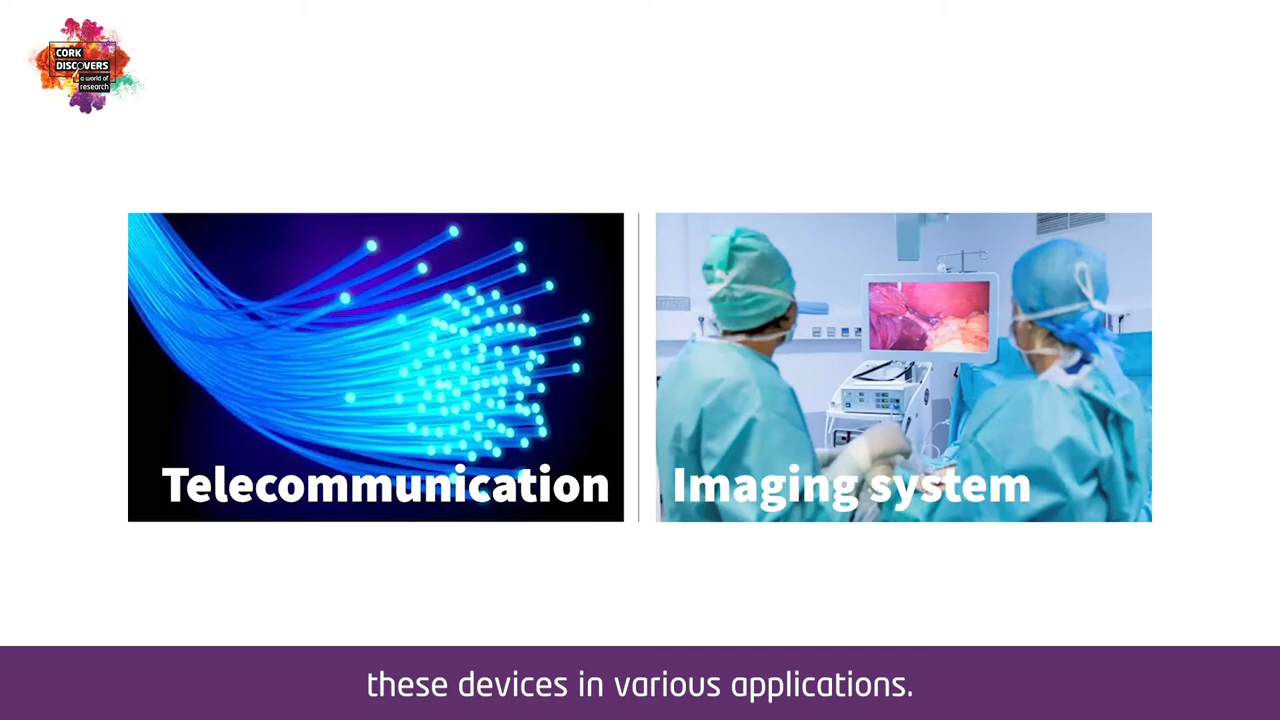 CORK
DISCOVERS
a world of
research
Telecommunication
Imaging system
these devices in various applications.